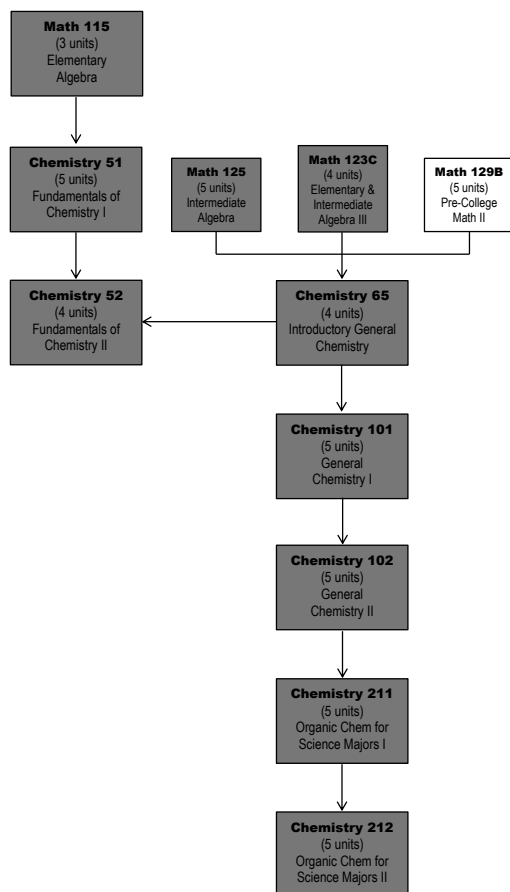 Math 115
(3 units)
Elementary
Algebra
Chemistry 51
(5 units)
Fundamentals of
Chemistry I
Math 125
(5 units)
Intermediate
Algebra
Math 123C
(4 units)
Elementary &
Intermediate
Algebra III
Math 129B
(5 units)
Pre-College
Math II
Chemistry 52
(4 units)
Fundamentals of
Chemistry II
Chemistry 65
(4 units)
Introductory General
Chemistry
Chemistry 101
(5 units)
General
Chemistry I
Chemistry 102
(5 units)
General
Chemistry II
Chemistry 211
(5 units)
Organic Chem for
Science Majors I
Chemistry 212
(5 units)
Organic Chem for
Science Majors II